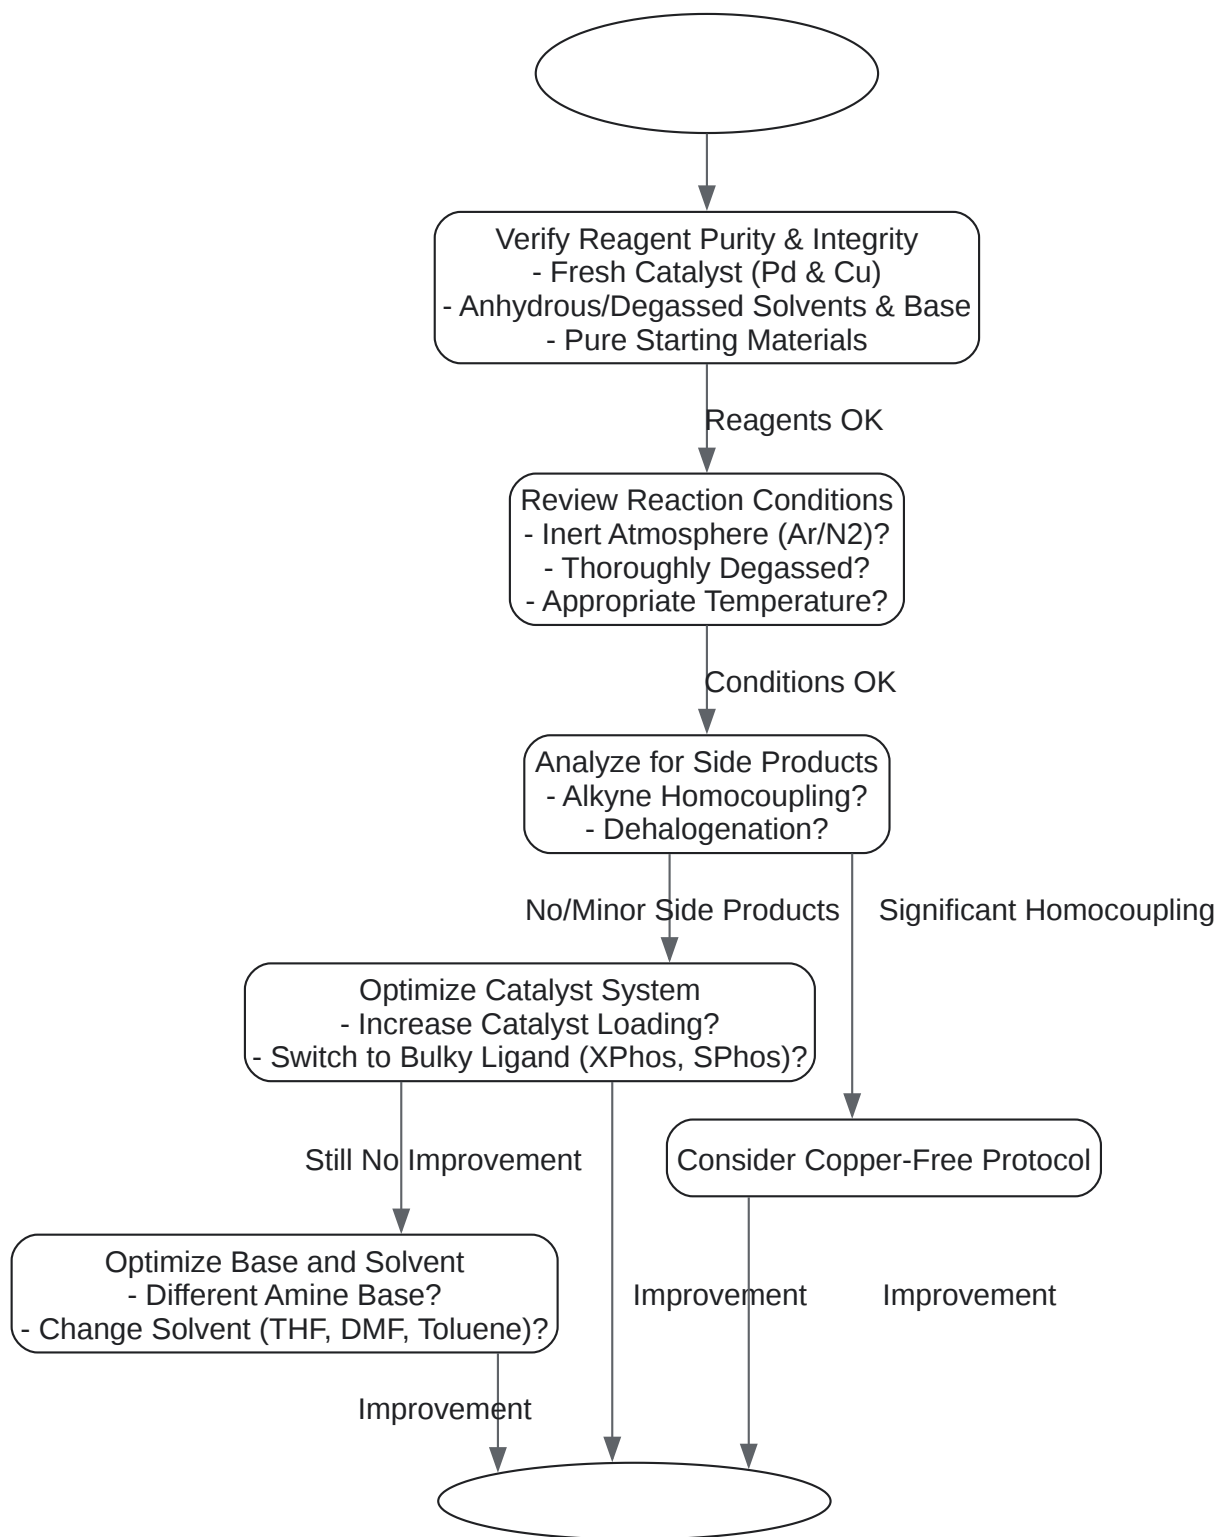 Verify Reagent Purity & Integrity
- Fresh Catalyst (Pd & Cu)
- Anhydrous/Degassed Solvents & Base
- Pure Starting Materials
Reagents OK
Review Reaction Conditions
- Inert Atmosphere (Ar/N2)?
- Thoroughly Degassed?
- Appropriate Temperature?
Conditions OK
Analyze for Side Products
- Alkyne Homocoupling?
- Dehalogenation?
No/Minor Side Products
Significant Homocoupling
Optimize Catalyst System
- Increase Catalyst Loading?
- Switch to Bulky Ligand (XPhos, SPhos)?
Still No Improvement
Consider Copper-Free Protocol
Optimize Base and Solvent
- Different Amine Base?
- Change Solvent (THF, DMF, Toluene)?
Improvement
Improvement
Improvement